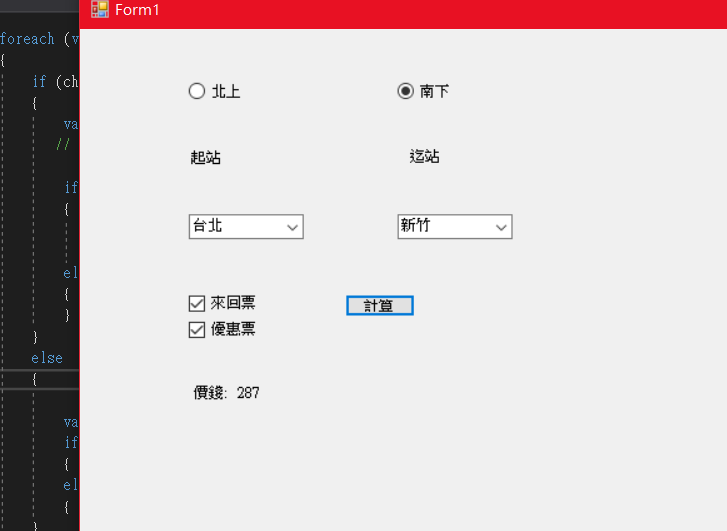 Form1
foreach (v
{
if (ch
{
va
//
if
{
el
{
}
}
else
{
va
if
{
el
{
}
北上 南下
起站 迄站
台北 新竹
來回票 計算
優惠票
價錢: 287